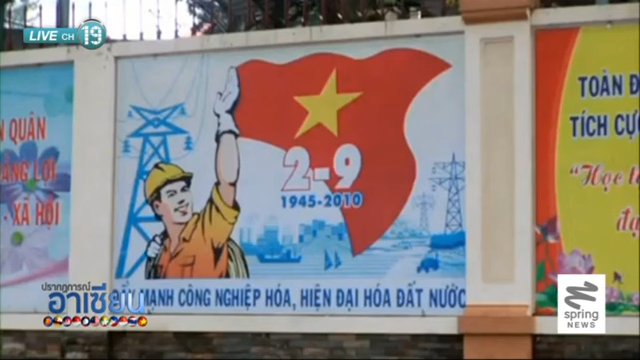 LIVE CH 19
N QUÂN
ẮNG LỢI
- XÃ HỘI
2-9
1945-2010
MẠNH CÔNG NGHIỆP HÓA, HIỆN ĐẠI HÓA ĐẤT NƯỚC
TOÀN Đ
TÍCH CỰ
"Học
đạ
ปรากฏการณ์
อาเซียน
spring
NEWS